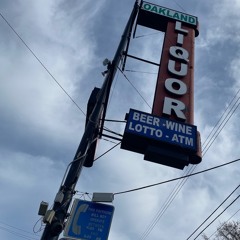 OAKLAND
LIQUOR
BEER - WINE
LOTTO - ATM